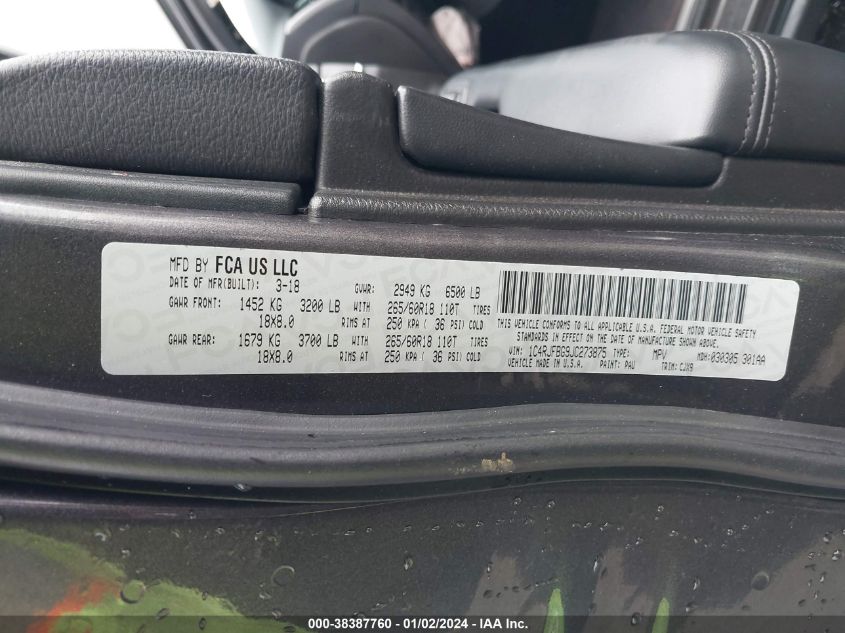 MFD BY FCA US LLC
DATE OF MFR(BUILT): 3-18 GVWR: 2949 KG 6500 LB
GAWR FRONT: 1452 KG 3200 LB WITH 265/60R18 110T TIRES
18X8.0 RIMS AT 250 KPA ( 36 PSI) COLD
GAWR REAR: 1679 KG 3700 LB WITH 265/60R18 110T TIRES
18X8.0 RIMS AT 250 KPA ( 36 PSI) COLD
THIS VEHICLE CONFORMS TO ALL APPLICABLE U.S.A. FEDERAL MOTOR VEHICLE SAFETY
STANDARDS IN EFFECT ON THE DATE OF MANUFACTURE SHOWN ABOVE.
VIN: 1C4RJFBG9JC273875 TYPE: MPV MDH: 030305 301AA
VEHICLE MADE IN U.S.A. PAINT: PAU TRIM: CJX9
000-38387760 - 01/02/2024 - IAA Inc.